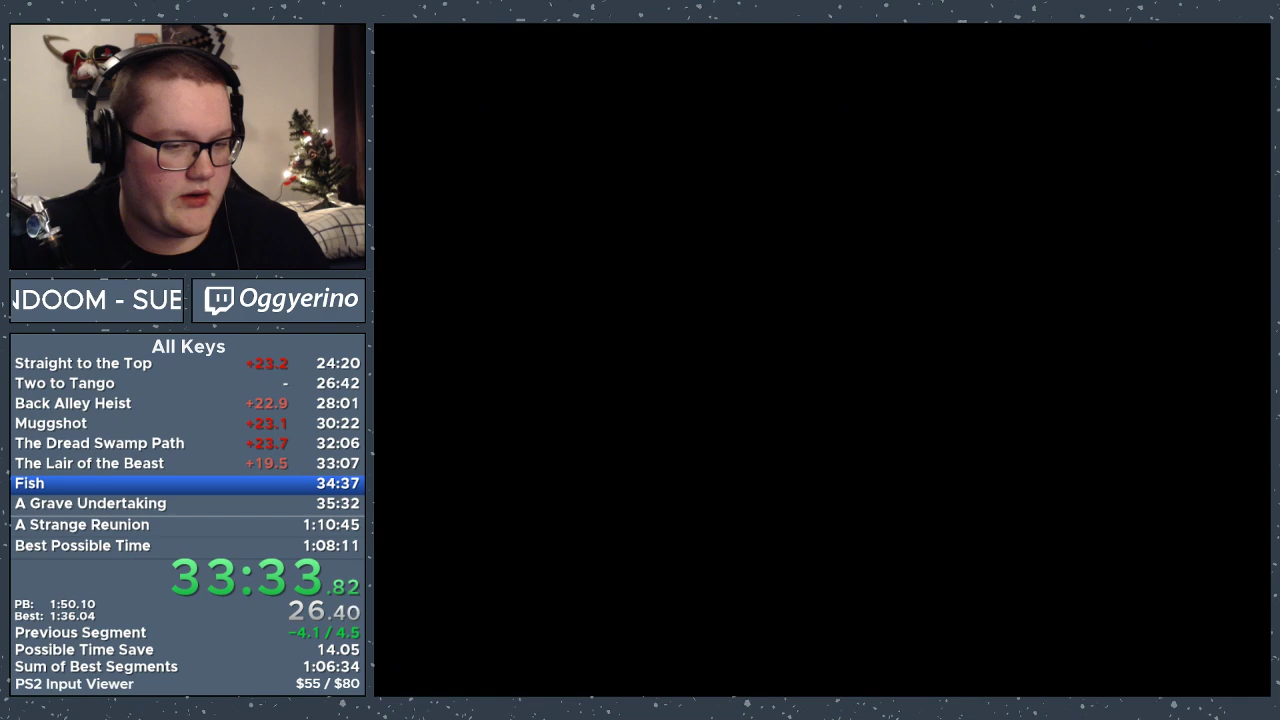 NDOOM - SUB
Oggyerino
All Keys
Straight to the Top +23.2 24:20
Two to Tango - 26:42
Back Alley Heist +22.9 28:01
Muggshot +23.1 30:22
The Dread Swamp Path +23.7 32:06
The Lair of the Beast +19.5 33:07
Fish 34:37
A Grave Undertaking 35:32
A Strange Reunion 1:10:45
Best Possible Time 1:08:11
33:33.82
PB: 1:50.10
Best: 1:36.04
26.40
Previous Segment -4.1 / 4.5
Possible Time Save 14.05
Sum of Best Segments 1:06:34
PS2 Input Viewer $55 / $80